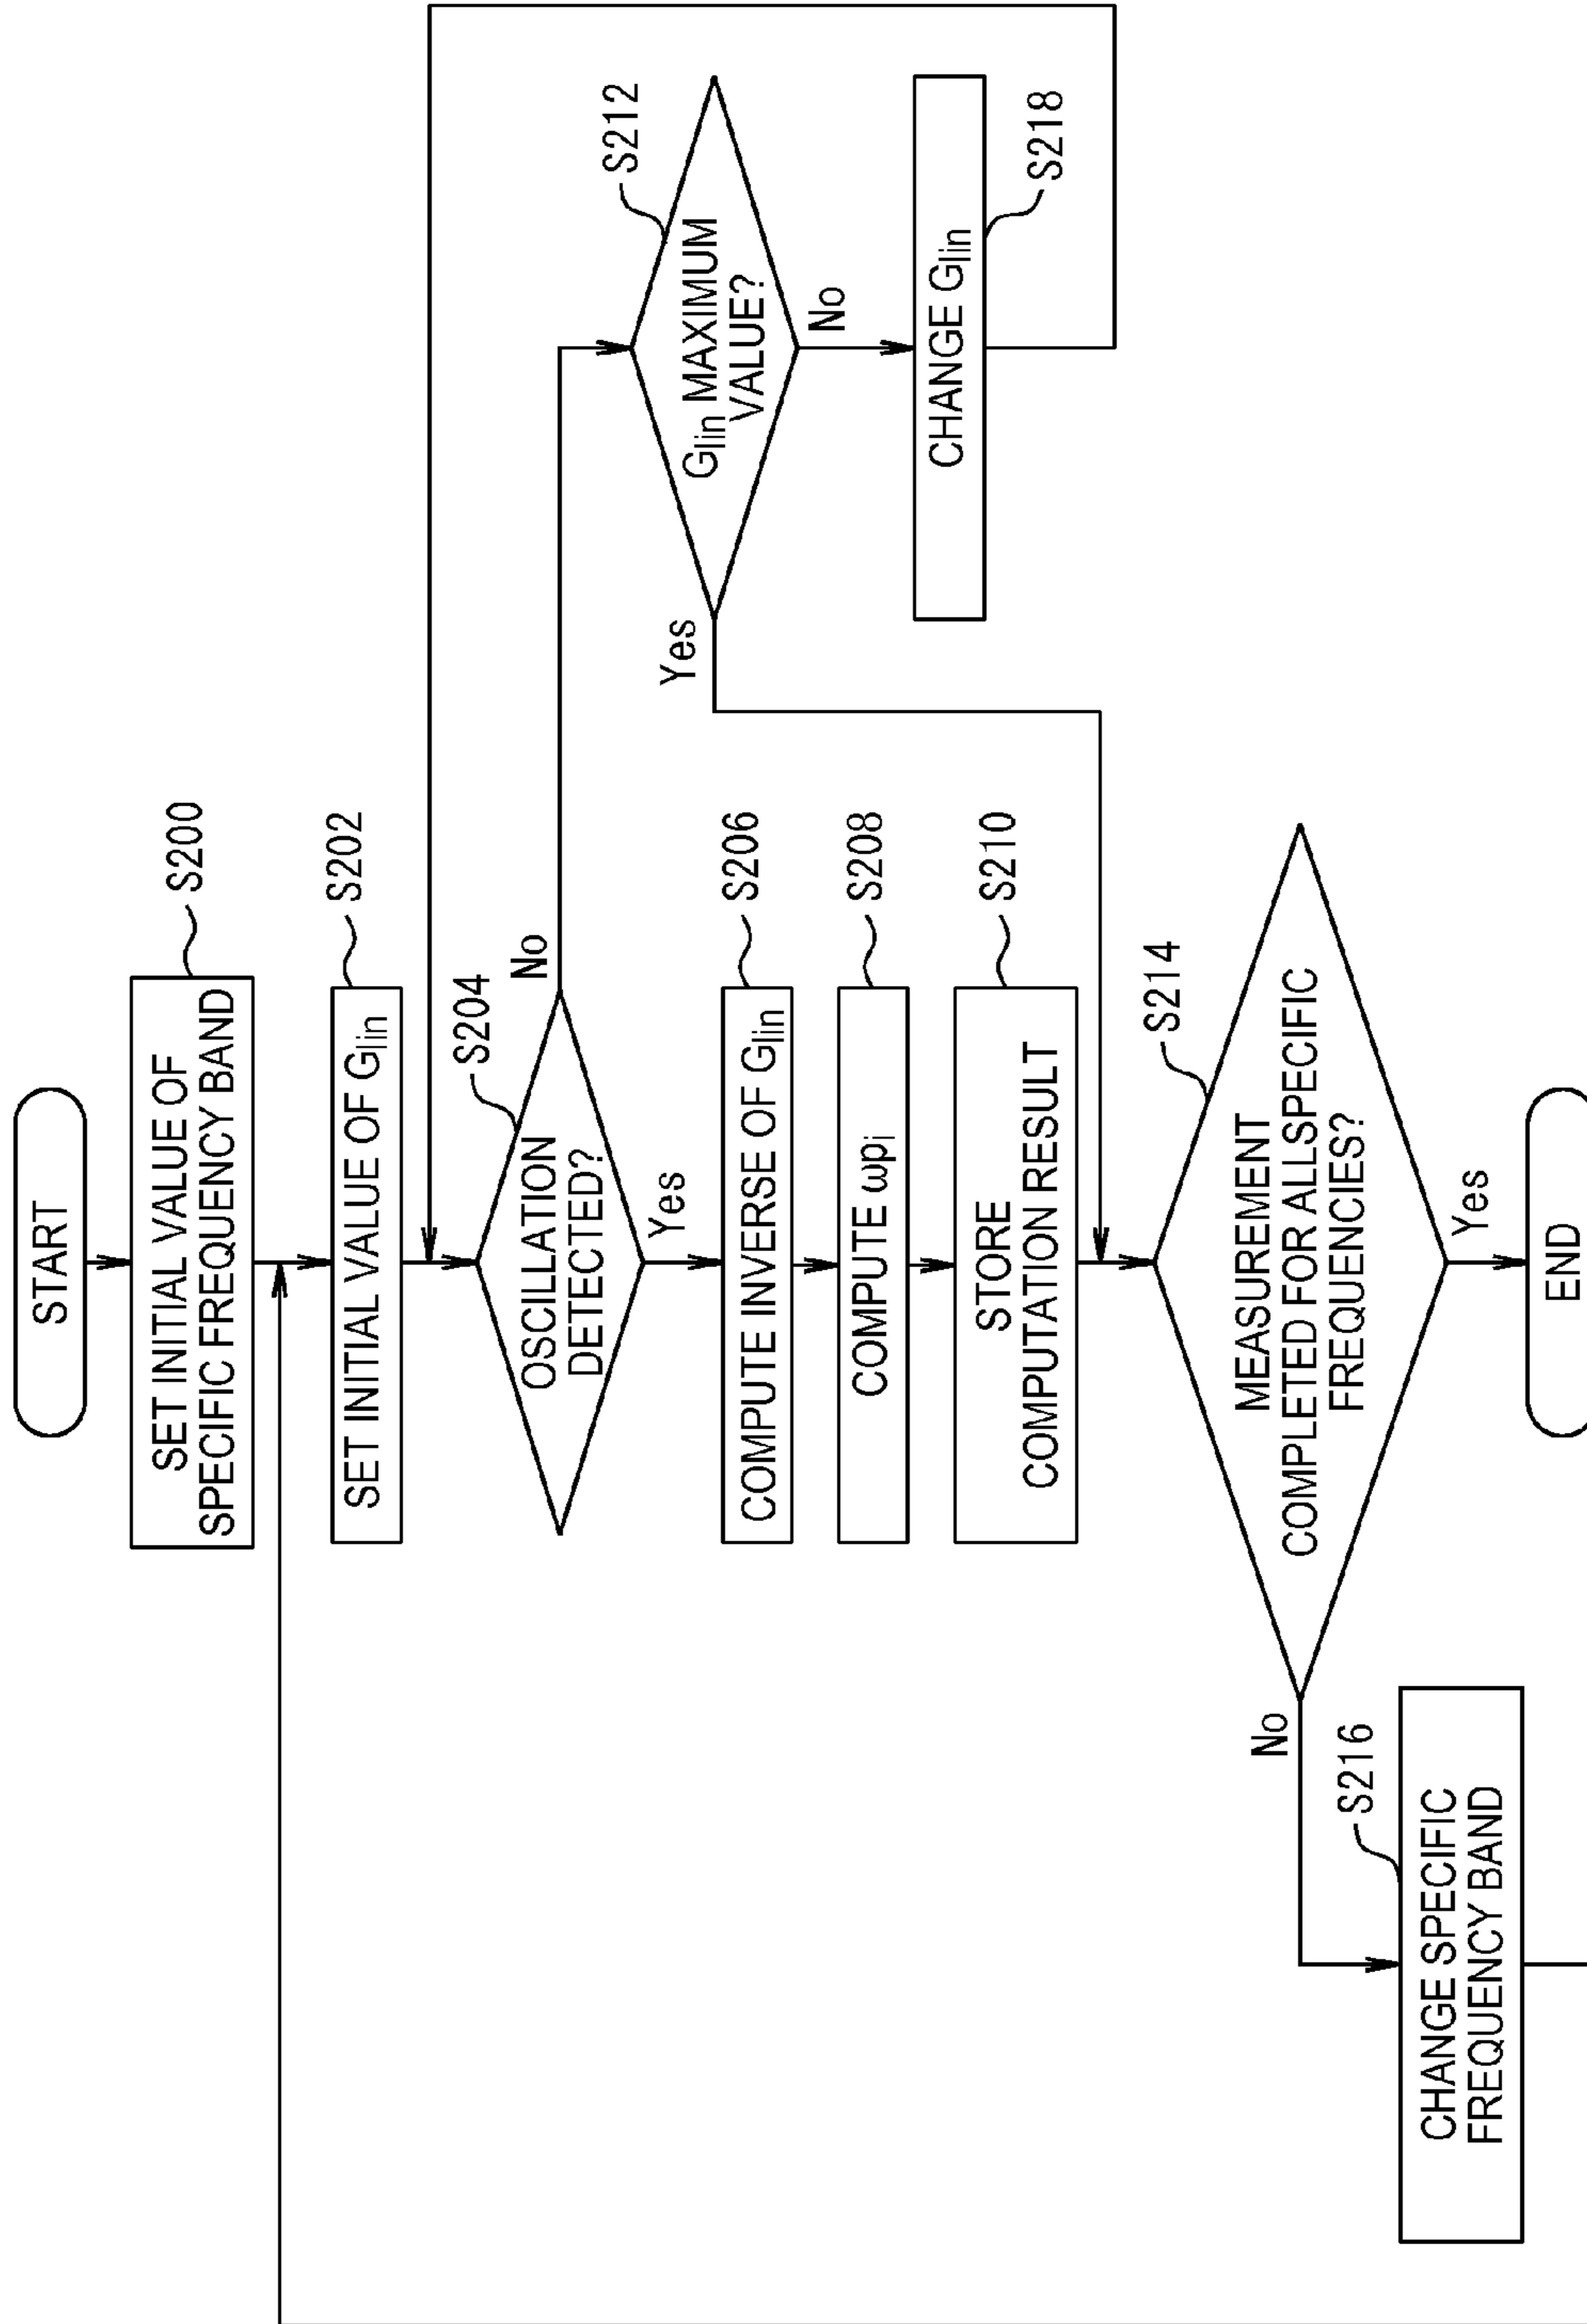 START
SET INITIAL VALUE OF
SPECIFIC FREQUENCY BAND
S200
SET INITIAL VALUE OF Glin
S202
OSCILLATION
DETECTED?
S204
No
Yes
COMPUTE INVERSE OF Glin
S206
COMPUTE ωpi
S208
STORE
COMPUTATION RESULT
S210
Glin MAXIMUM
VALUE?
S212
Yes
No
CHANGE Glin
S218
MEASUREMENT
COMPLETED FOR ALLSPECIFIC
FREQUENCIES?
S214
No
Yes
CHANGE SPECIFIC
FREQUENCY BAND
S216
END